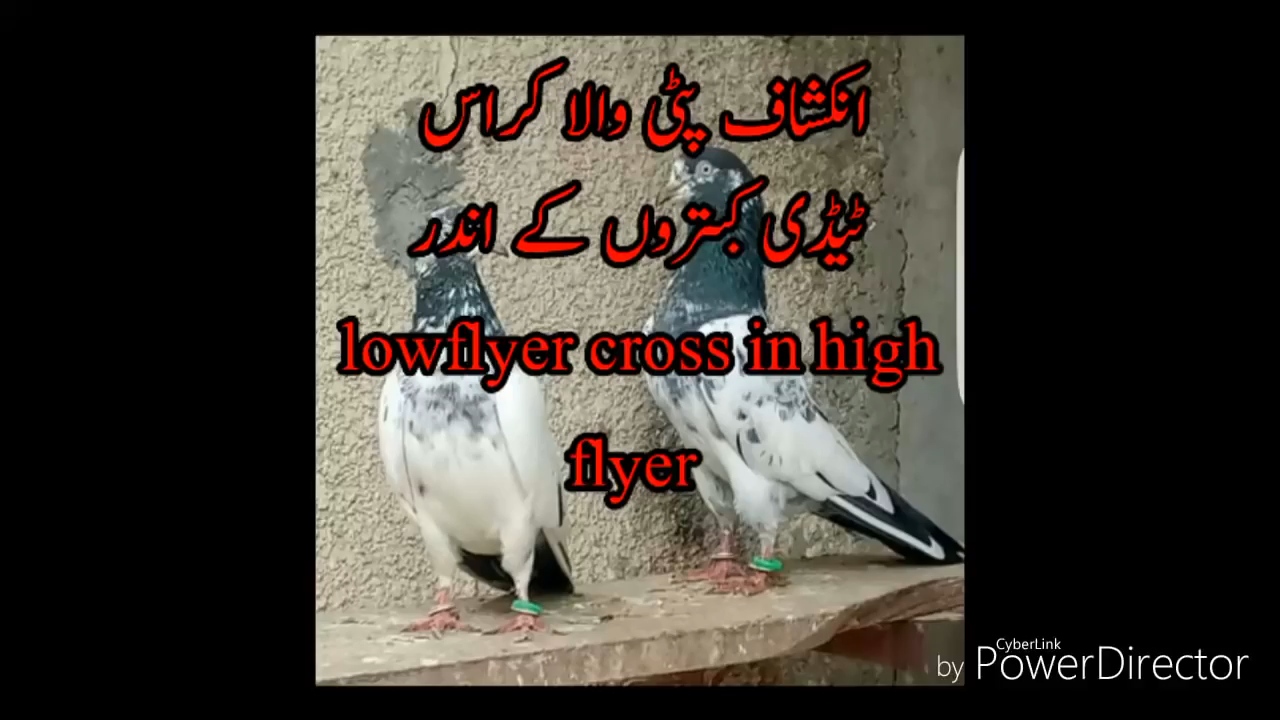 انکشاف پٹی والا کراس
ٹیڈی کبتروں کے اندر
lowflyer cross in high
flyer
CyberLink
by PowerDirector